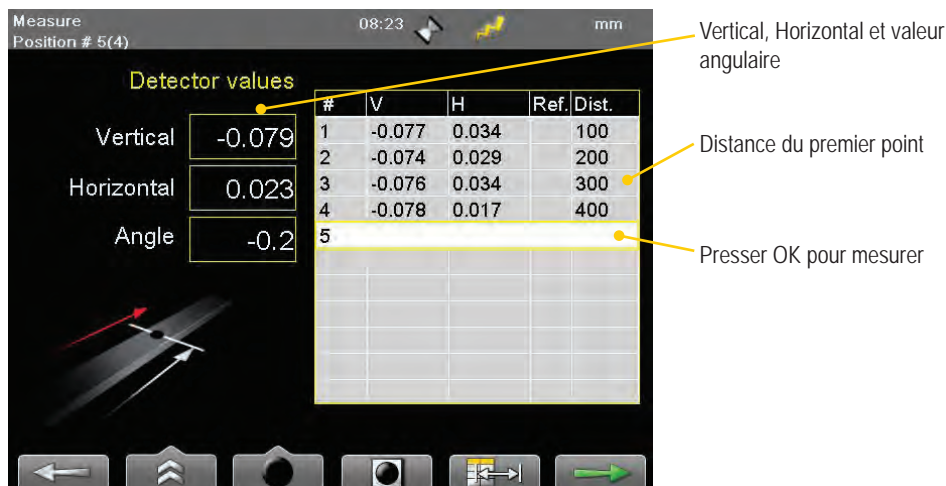 Measure
Position # 5(4)
08:23
mm
Detector values
Vertical -0.079
Horizontal 0.023
Angle -0.2
# V H Ref. Dist.
1 -0.077 0.034 100
2 -0.074 0.029 200
3 -0.076 0.034 300
4 -0.078 0.017 400
5
Vertical, Horizontal et valeur
angulaire
Distance du premier point
Presser OK pour mesurer